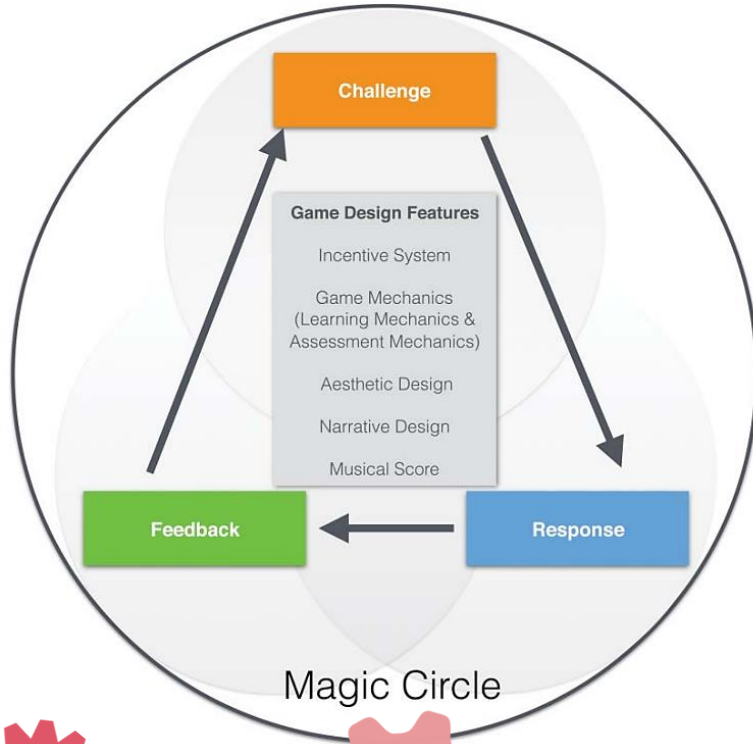 Challenge
Game Design Features
Incentive System
Game Mechanics
(Learning Mechanics &
Assessment Mechanics)
Aesthetic Design
Narrative Design
Musical Score
Feedback
Response
Magic Circle